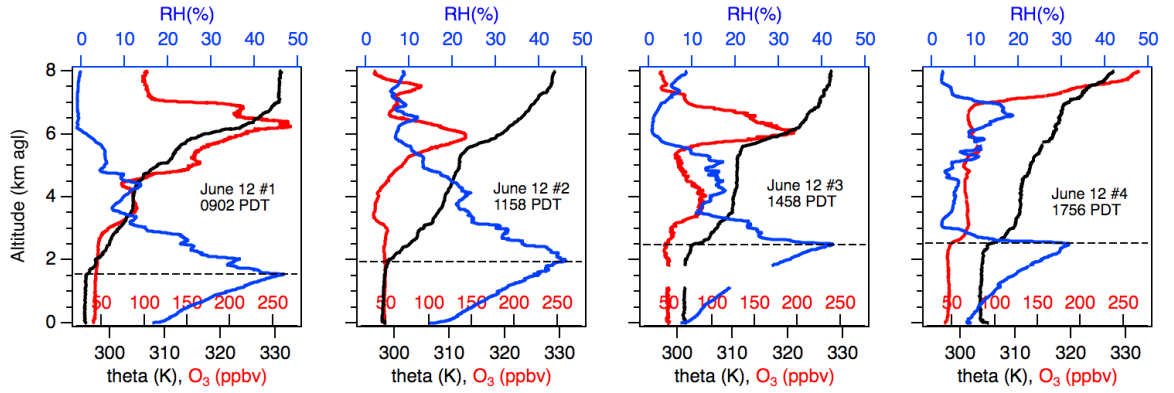 RH(%)
0 10 20 30 40 50
RH(%)
0 10 20 30 40 50
RH(%)
0 10 20 30 40 50
RH(%)
0 10 20 30 40 50
Altitude (km agl)
8
6
4
2
0
June 12 #1
0902 PDT
June 12 #2
1158 PDT
June 12 #3
1458 PDT
June 12 #4
1756 PDT
50 100 150 200 250
50 100 150 200 250
50 100 150 200 250
50 100 150 200 250
300 310 320 330
300 310 320 330
300 310 320 330
300 310 320 330
theta (K), O₃ (ppbv)
theta (K), O₃ (ppbv)
theta (K), O₃ (ppbv)
theta (K), O₃ (ppbv)